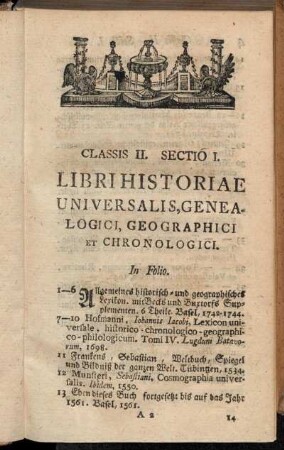 CLASSIS II. SECTIO I.
LIBRI HISTORIAE
UNIVERSALIS, GENEA-
LOGICI, GEOGRAPHICI
ET CHRONOLOGICI.
In Folio.
1—6 Allgemeines historisch- und geographisches
Lexikon. mit Becks und Buxtorfs Sup-
plementen. 6 Theile. Basel, 1742-1744.
7—10 Hofmanni, Iohannis Iacobi, Lexicon uni-
versale, historico-chronologico-geographi-
co-philologicum. Tomi IV. Lugduni Batavo-
rum, 1698.
11 Frankens, Sebastian, Weltbuch, Spiegel
und Bildniß der ganzen Welt. Tübingen, 1534.
12 Munsteri, Sebastiani, Cosmographia univer-
salis. Ibidem, 1550.
13 Eben dieses Buch fortgesetzt bis auf das Jahr
1561. Basel, 1561.
A 2
14